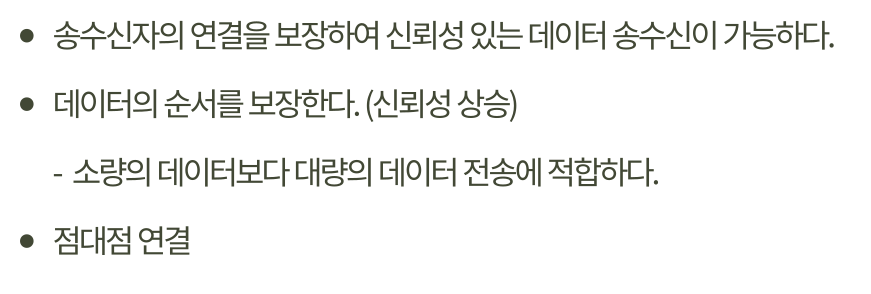 ● 송수신자의 연결을 보장하여 신뢰성 있는 데이터 송수신이 가능하다.
● 데이터의 순서를 보장한다. (신뢰성 상승)
- 소량의 데이터보다 대량의 데이터 전송에 적합하다.
● 점대점 연결